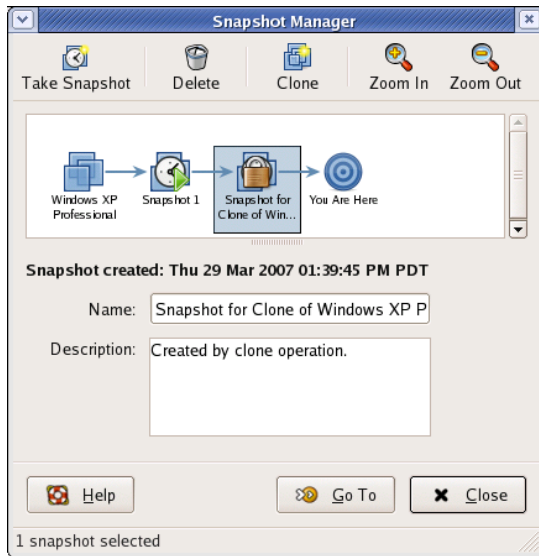 Snapshot Manager
Take Snapshot Delete Clone Zoom In Zoom Out
Windows XP Professional
Snapshot 1
Snapshot for Clone of Win...
You Are Here
Snapshot created: Thu 29 Mar 2007 01:39:45 PM PDT
Name: Snapshot for Clone of Windows XP P
Description: Created by clone operation.
Help Go To Close
1 snapshot selected